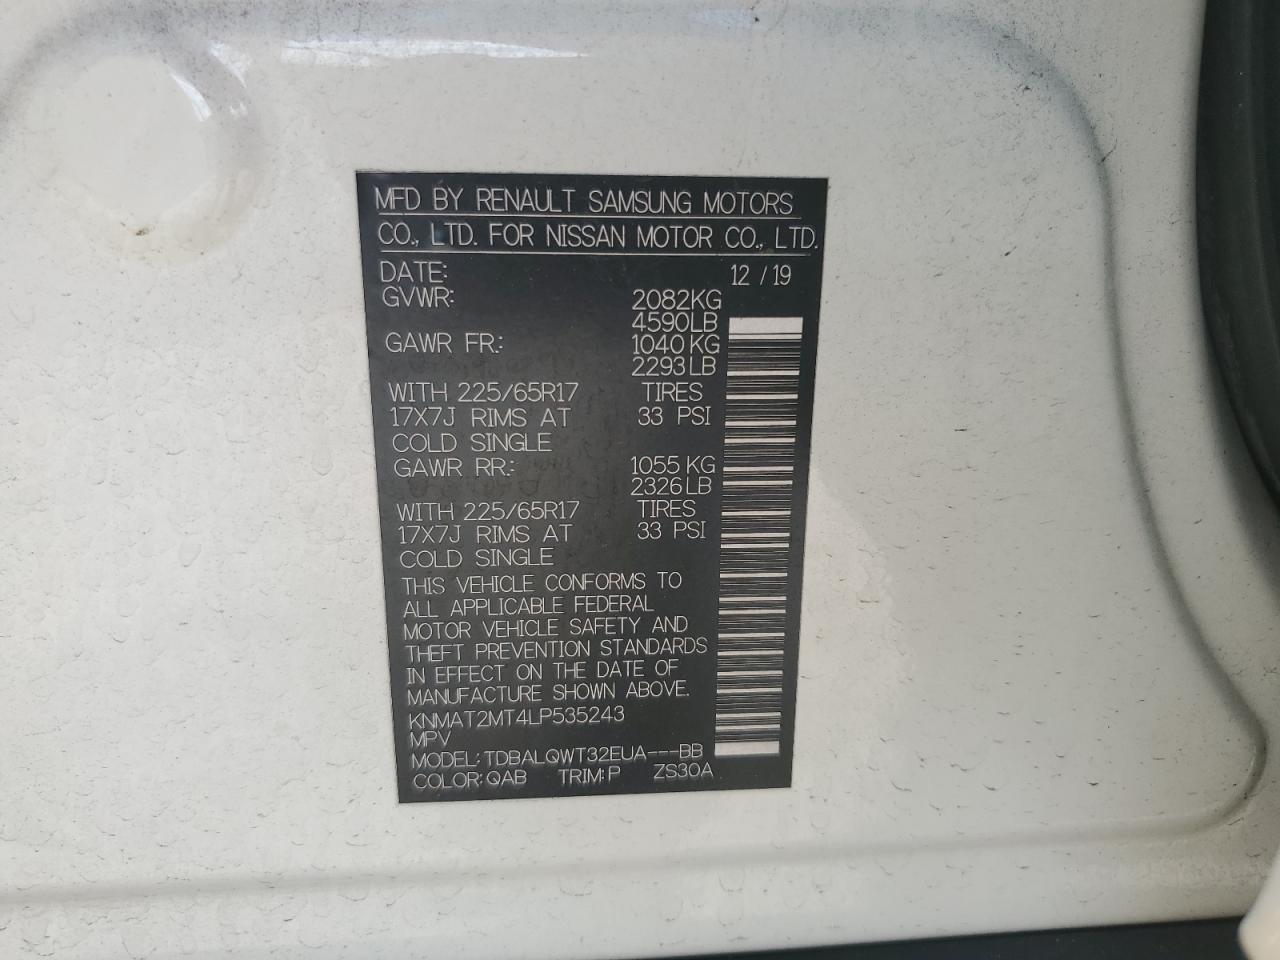 MFD BY RENAULT SAMSUNG MOTORS
CO., LTD. FOR NISSAN MOTOR CO., LTD.
DATE: 12 / 19
GVWR: 2082KG
4590LB
GAWR FR.: 1040 KG
2293 LB
WITH 225/65R17 TIRES
17X7J RIMS AT 33 PSI
COLD SINGLE
GAWR RR.: 1055 KG
2326 LB
WITH 225/65R17 TIRES
17X7J RIMS AT 33 PSI
COLD SINGLE
THIS VEHICLE CONFORMS TO
ALL APPLICABLE FEDERAL
MOTOR VEHICLE SAFETY AND
THEFT PREVENTION STANDARDS
IN EFFECT ON THE DATE OF
MANUFACTURE SHOWN ABOVE.
KNMAT2MT4LP535243
MPV
MODEL: TDBALQWT32EUA---BB
COLOR: QAB TRIM: P ZS30A